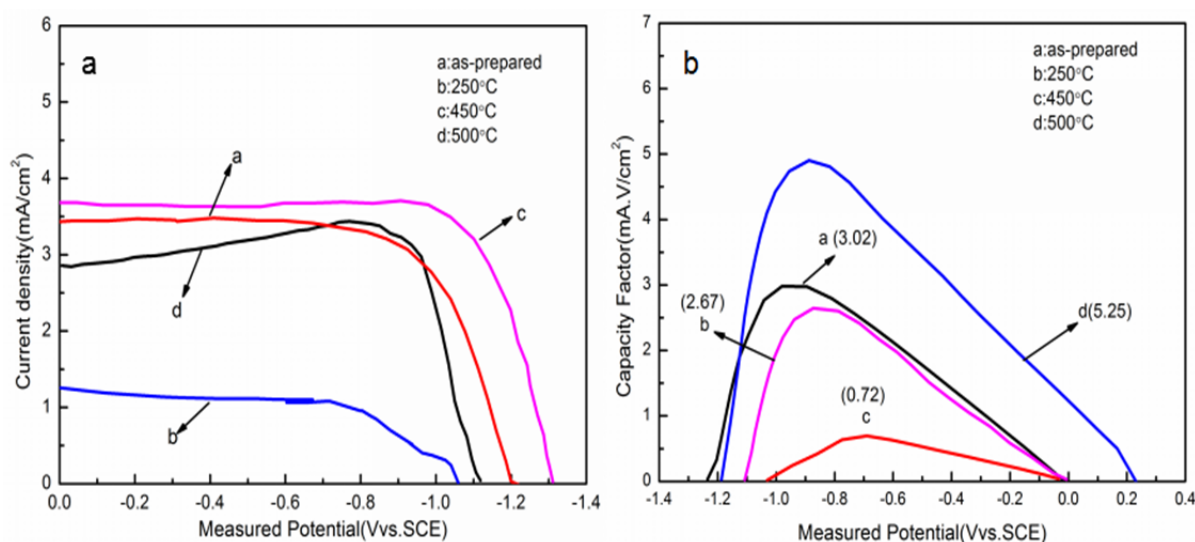 a
a:as-prepared
b:250°C
c:450°C
d:500°C
a
c
d
b
Current density(mA/cm²)
6
5
4
3
2
1
0
0.0 -0.2 -0.4 -0.6 -0.8 -1.0 -1.2 -1.4
Measured Potential(Vvs.SCE)
b
a:as-prepared
b:250°C
c:450°C
d:500°C
a (3.02)
(2.67)
b
d(5.25)
(0.72)
c
Capacity Factor(mA.V/cm²)
7
6
5
4
3
2
1
0
-1.4 -1.2 -1.0 -0.8 -0.6 -0.4 -0.2 0.0 0.2 0.4
Measured Potential(Vvs.SCE)